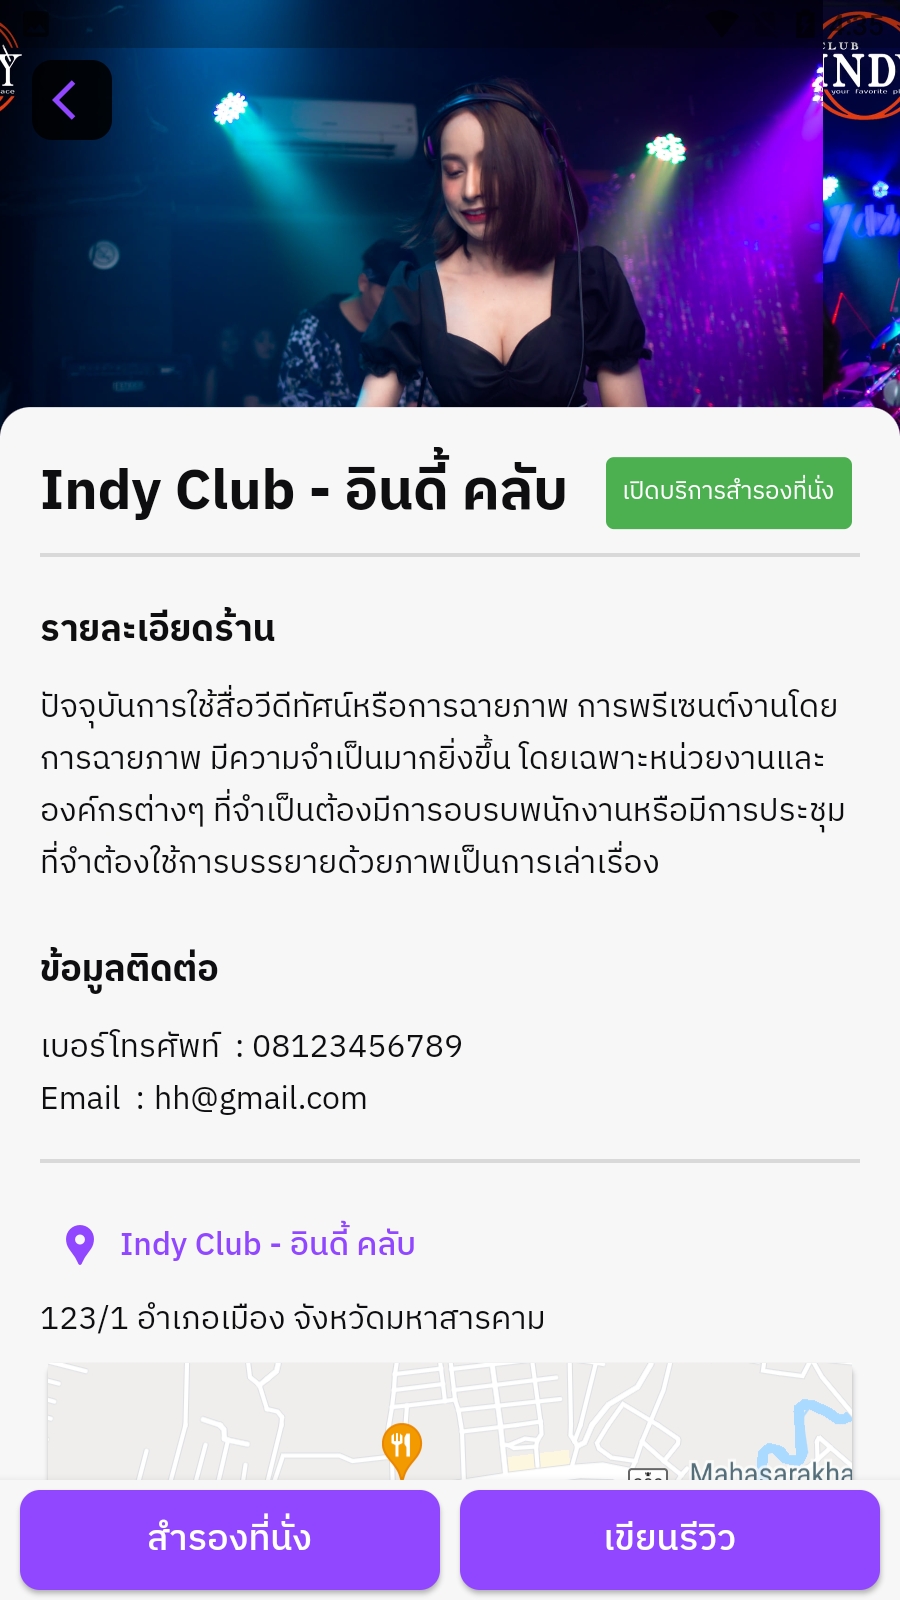 CLUB
IND
your favorite pl
Indy Club - อินดี้ คลับ
เปิดบริการสำรองที่นั่ง
รายละเอียดร้าน
ปัจจุบันการใช้สื่อวีดีทัศน์หรือการฉายภาพ การพรีเซนต์งานโดย
การฉายภาพ มีความจำเป็นมากยิ่งขึ้น โดยเฉพาะหน่วยงานและ
องค์กรต่างๆ ที่จำเป็นต้องมีการอบรบพนักงานหรือมีการประชุม
ที่จำต้องใช้การบรรยายด้วยภาพเป็นการเล่าเรื่อง
ข้อมูลติดต่อ
เบอร์โทรศัพท์ : 08123456789
Email : hh@gmail.com
Indy Club - อินดี้ คลับ
123/1 อำเภอเมือง จังหวัดมหาสารคาม
Mahasarakha
สำรองที่นั่ง
เขียนรีวิว